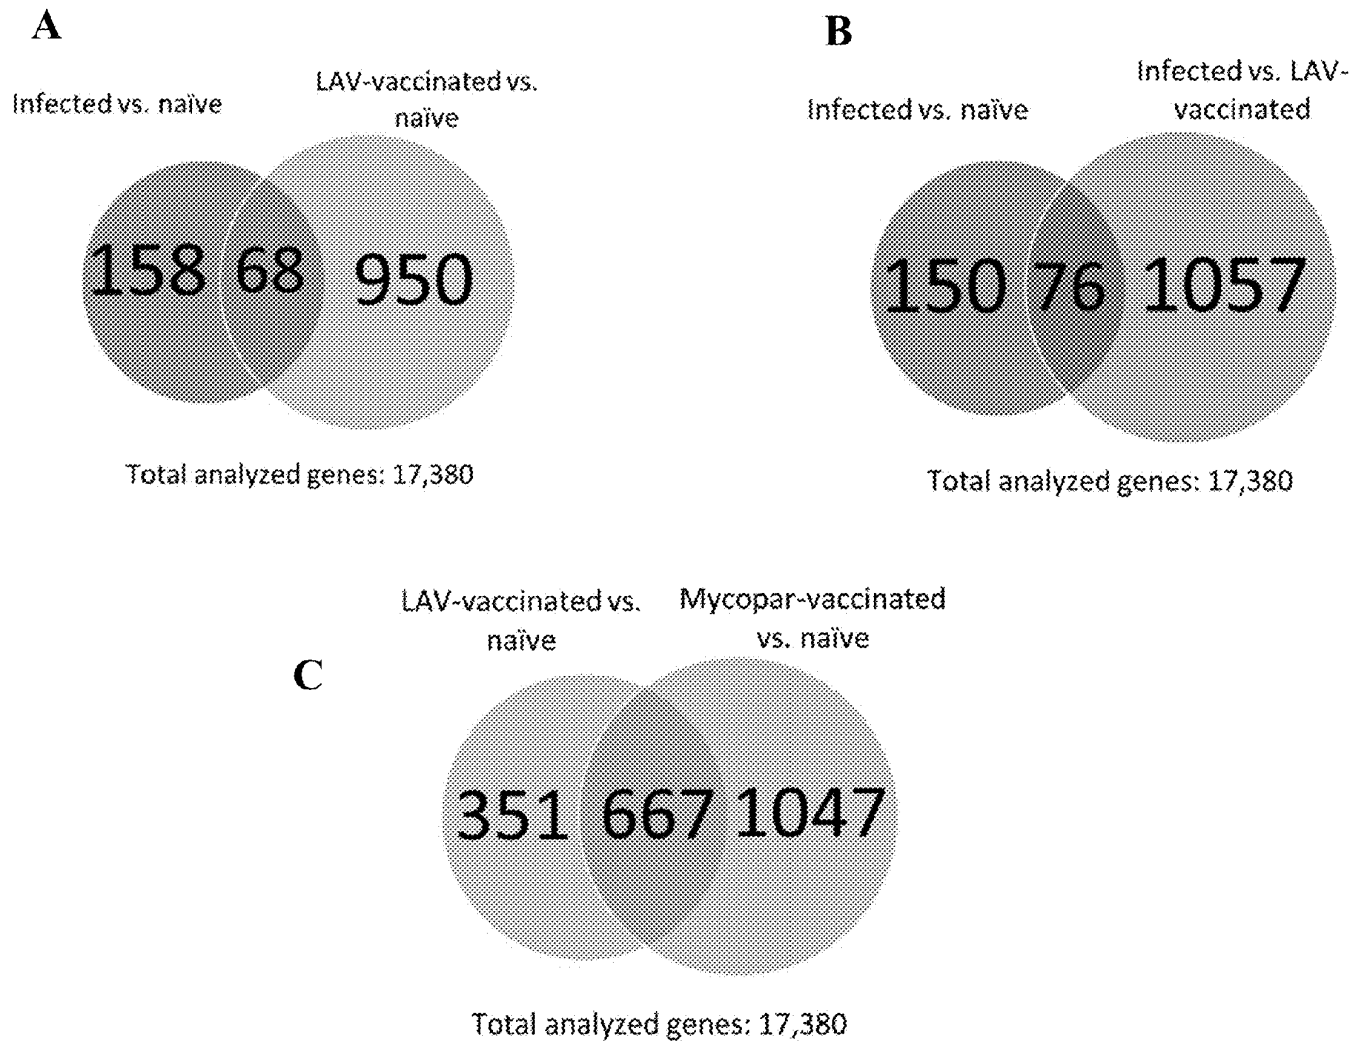 A
Infected vs. naïve
LAV-vaccinated vs.
naïve
158 68 950
Total analyzed genes: 17,380
B
Infected vs. naïve
Infected vs. LAV-
vaccinated
150 76 1057
Total analyzed genes: 17,380
C
LAV-vaccinated vs.
naïve
Mycopar-vaccinated
vs. naïve
351 667 1047
Total analyzed genes: 17,380